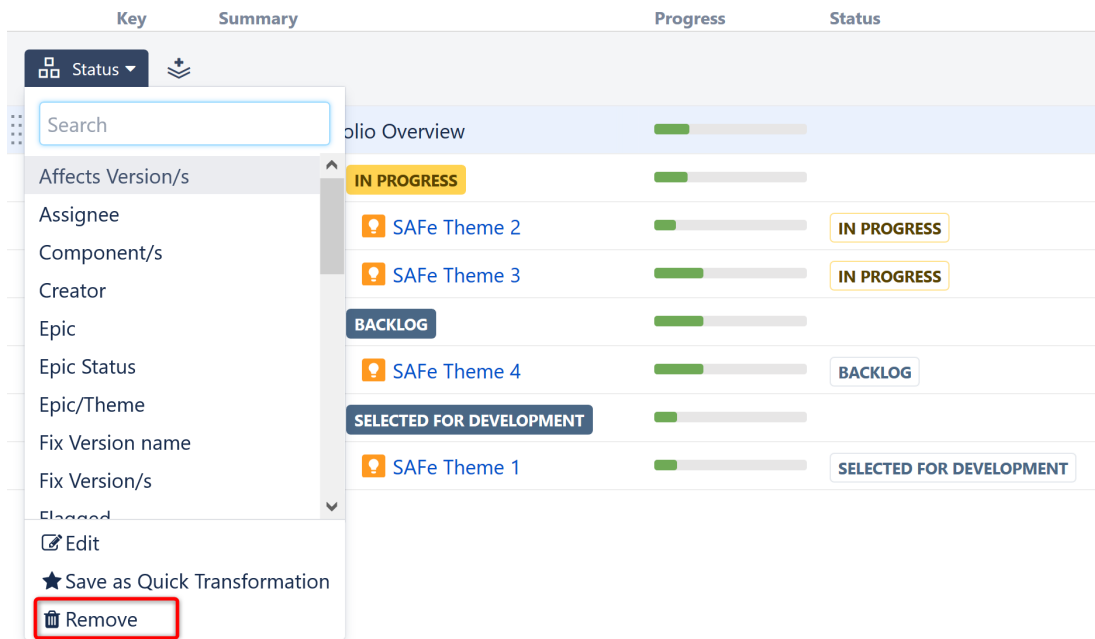 Key Summary Progress Status
Status
Search
olio Overview
Affects Version/s
IN PROGRESS
Assignee
SAFe Theme 2 IN PROGRESS
Component/s
SAFe Theme 3 IN PROGRESS
Creator
Epic
BACKLOG
Epic Status
SAFe Theme 4 BACKLOG
Epic/Theme
SELECTED FOR DEVELOPMENT
Fix Version name
SAFe Theme 1 SELECTED FOR DEVELOPMENT
Fix Version/s
Flagged
Edit
Save as Quick Transformation
Remove